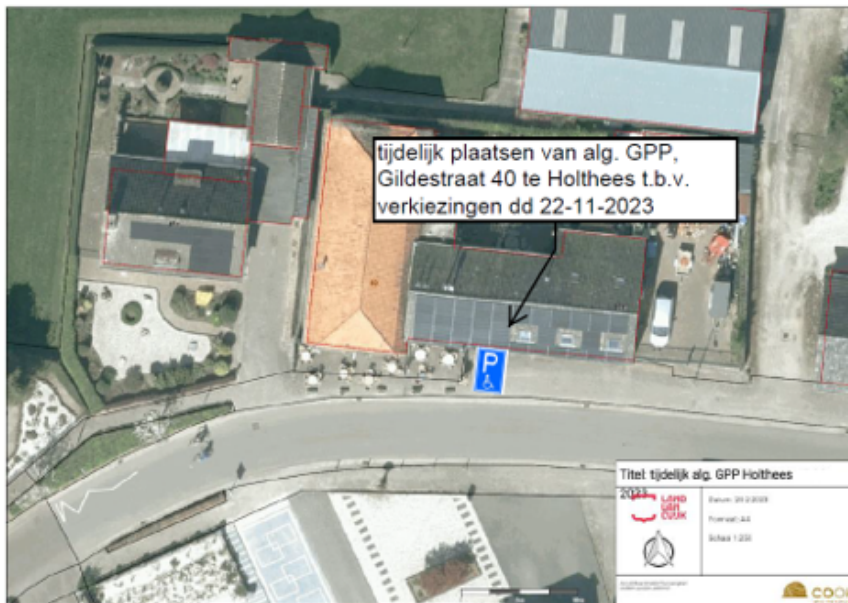 tijdelijk plaatsen van alg. GPP,
Gildestraat 40 te Holthees t.b.v.
verkiezingen dd 22-11-2023
P
Titel: tijdelijk alg. GPP Holthees
2023
LAND
VAN
CUIJK
Formaat: A4
Schaal 1:250